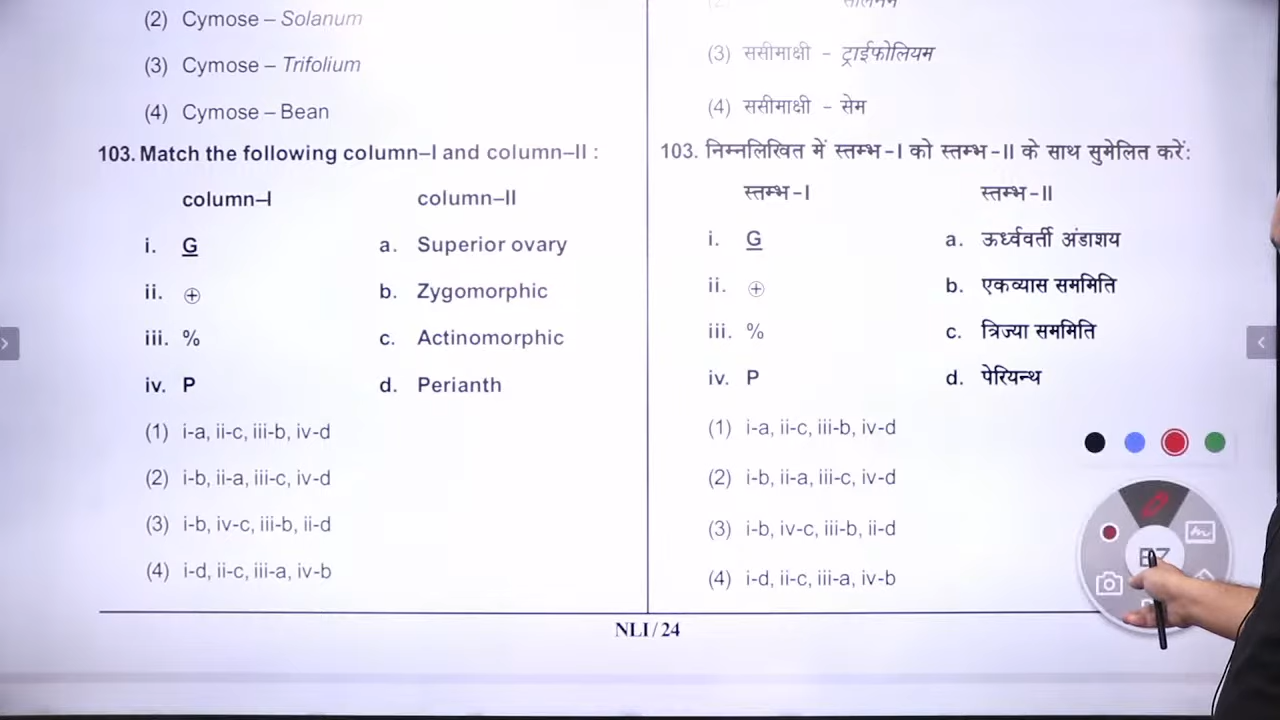 (2) Cymose – Solanum
(3) Cymose – Trifolium
(4) Cymose – Bean
103. Match the following column–I and column–II :
column–I column–II
i. G a. Superior ovary
ii. ⊕ b. Zygomorphic
iii. % c. Actinomorphic
iv. P d. Perianth
(1) i-a, ii-c, iii-b, iv-d
(2) i-b, ii-a, iii-c, iv-d
(3) i-b, iv-c, iii-b, ii-d
(4) i-d, ii-c, iii-a, iv-b
(3) ससीमाक्षी - ट्राईफोलियम
(4) ससीमाक्षी - सेम
103. निम्नलिखित में स्तम्भ-I को स्तम्भ-II के साथ सुमेलित करें:
स्तम्भ-I स्तम्भ-II
i. G a. ऊर्ध्ववर्ती अंडाशय
ii. ⊕ b. एकव्यास सममिति
iii. % c. त्रिज्या सममिति
iv. P d. पेरियन्थ
(1) i-a, ii-c, iii-b, iv-d
(2) i-b, ii-a, iii-c, iv-d
(3) i-b, iv-c, iii-b, ii-d
(4) i-d, ii-c, iii-a, iv-b
NLI/24